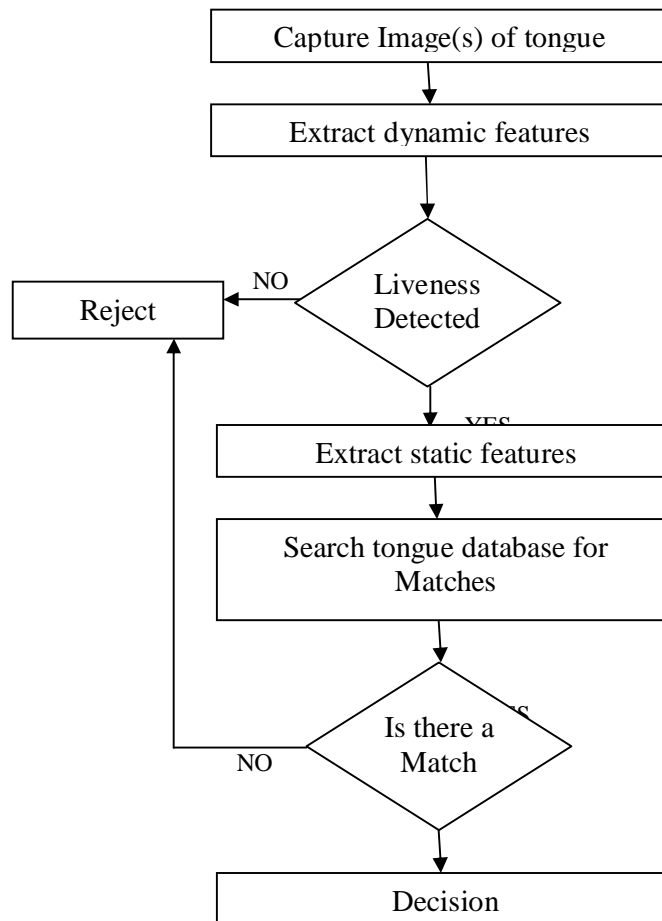 Capture Image(s) of tongue
Extract dynamic features
NO
Liveness
Detected
Reject
YES
Extract static features
Search tongue database for
Matches
Is there a
Match
NO
Decision